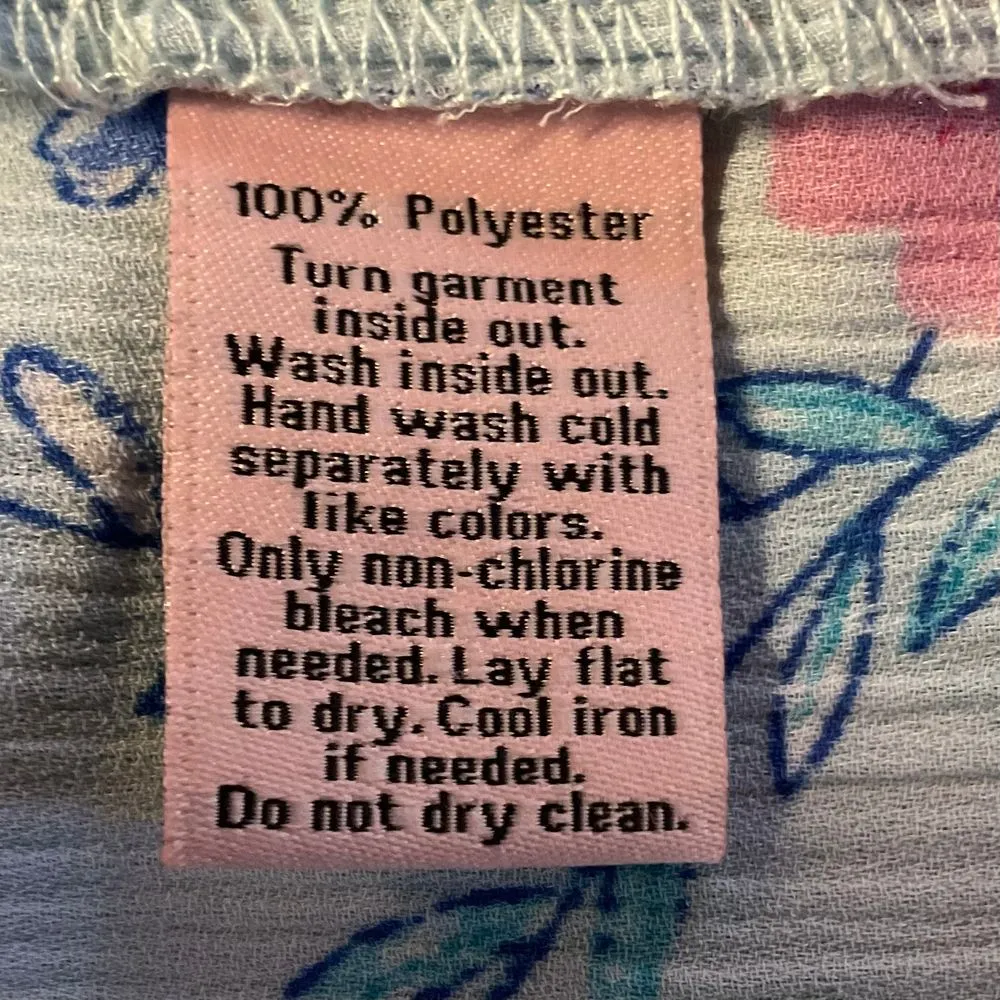 100% Polyester
Turn garment
inside out.
Wash inside out.
Hand wash cold
separately with
like colors.
Only non-chlorine
bleach when
needed. Lay flat
to dry. Cool iron
if needed.
Do not dry clean.